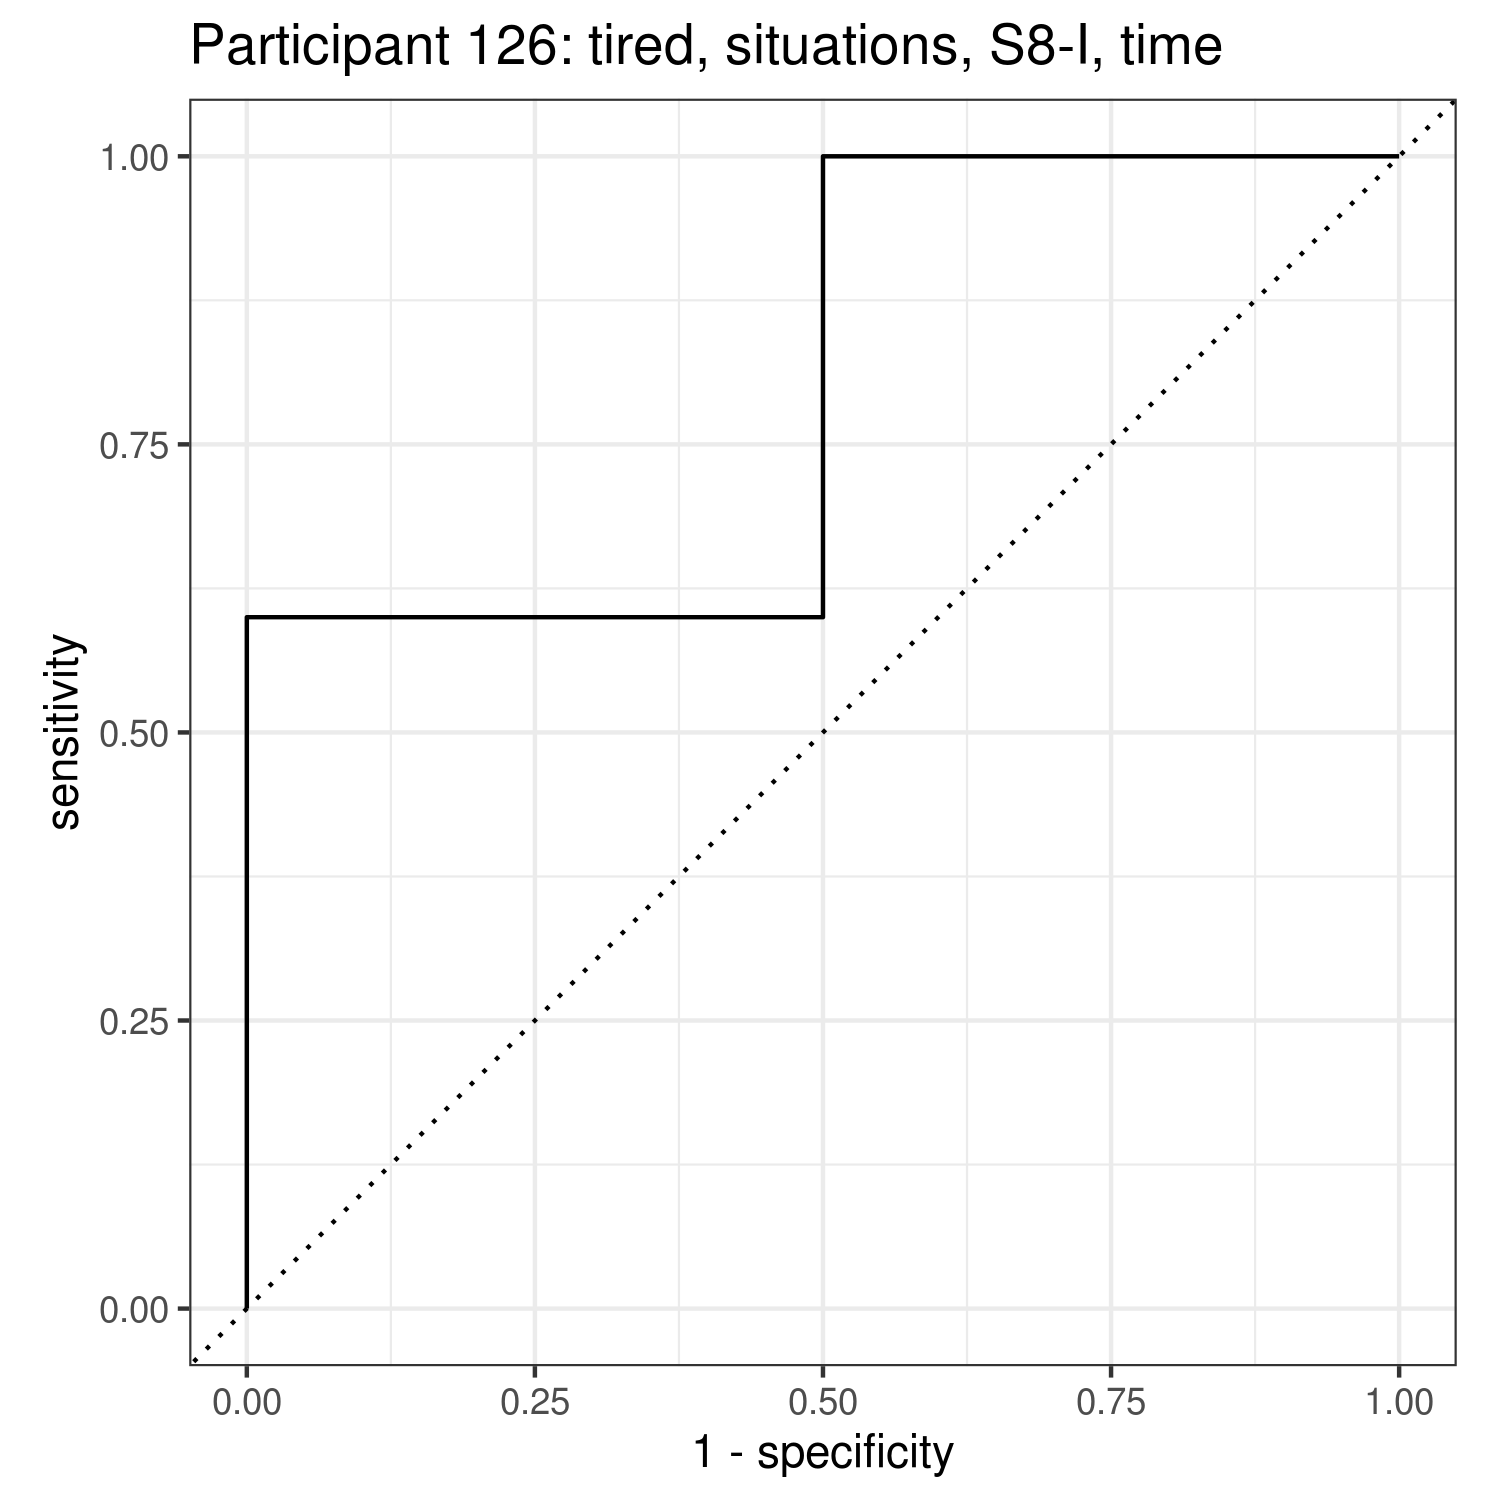 Participant 126: tired, situations, S8-I, time
1.00
0.75
0.50
0.25
0.00
sensitivity
0.00 0.25 0.50 0.75 1.00
1 - specificity